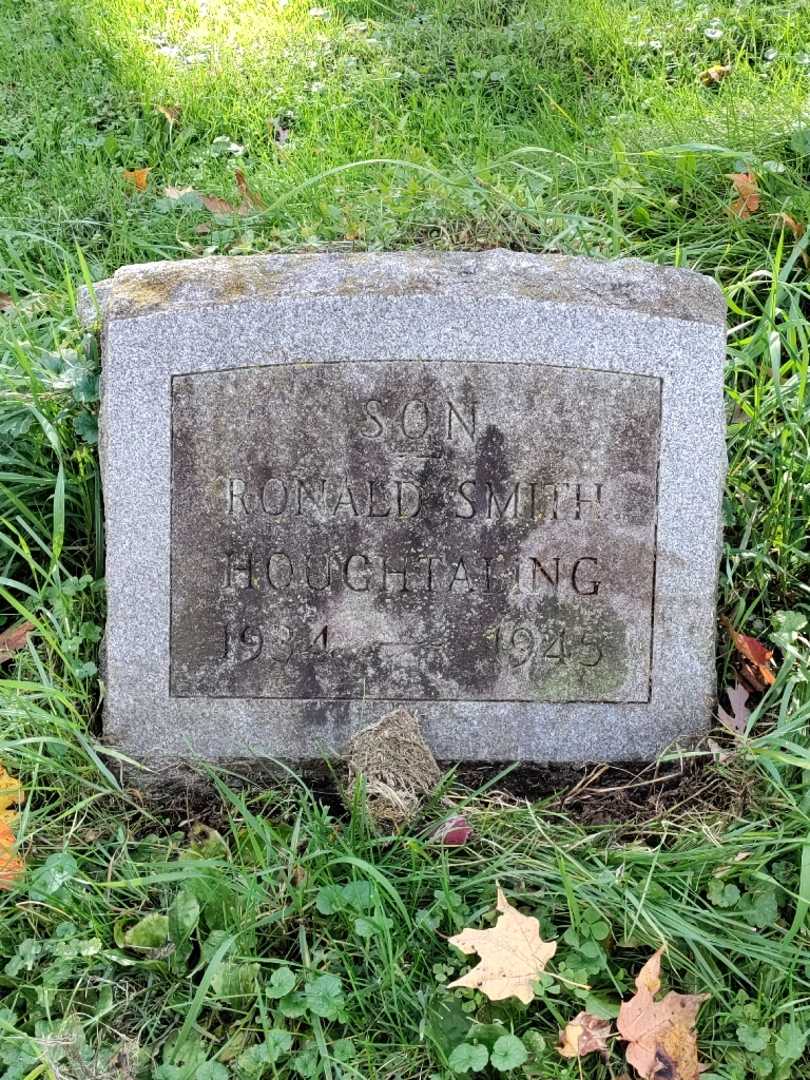 SON
RONALD SMITH
HOUGHTALING
1934 — 1945